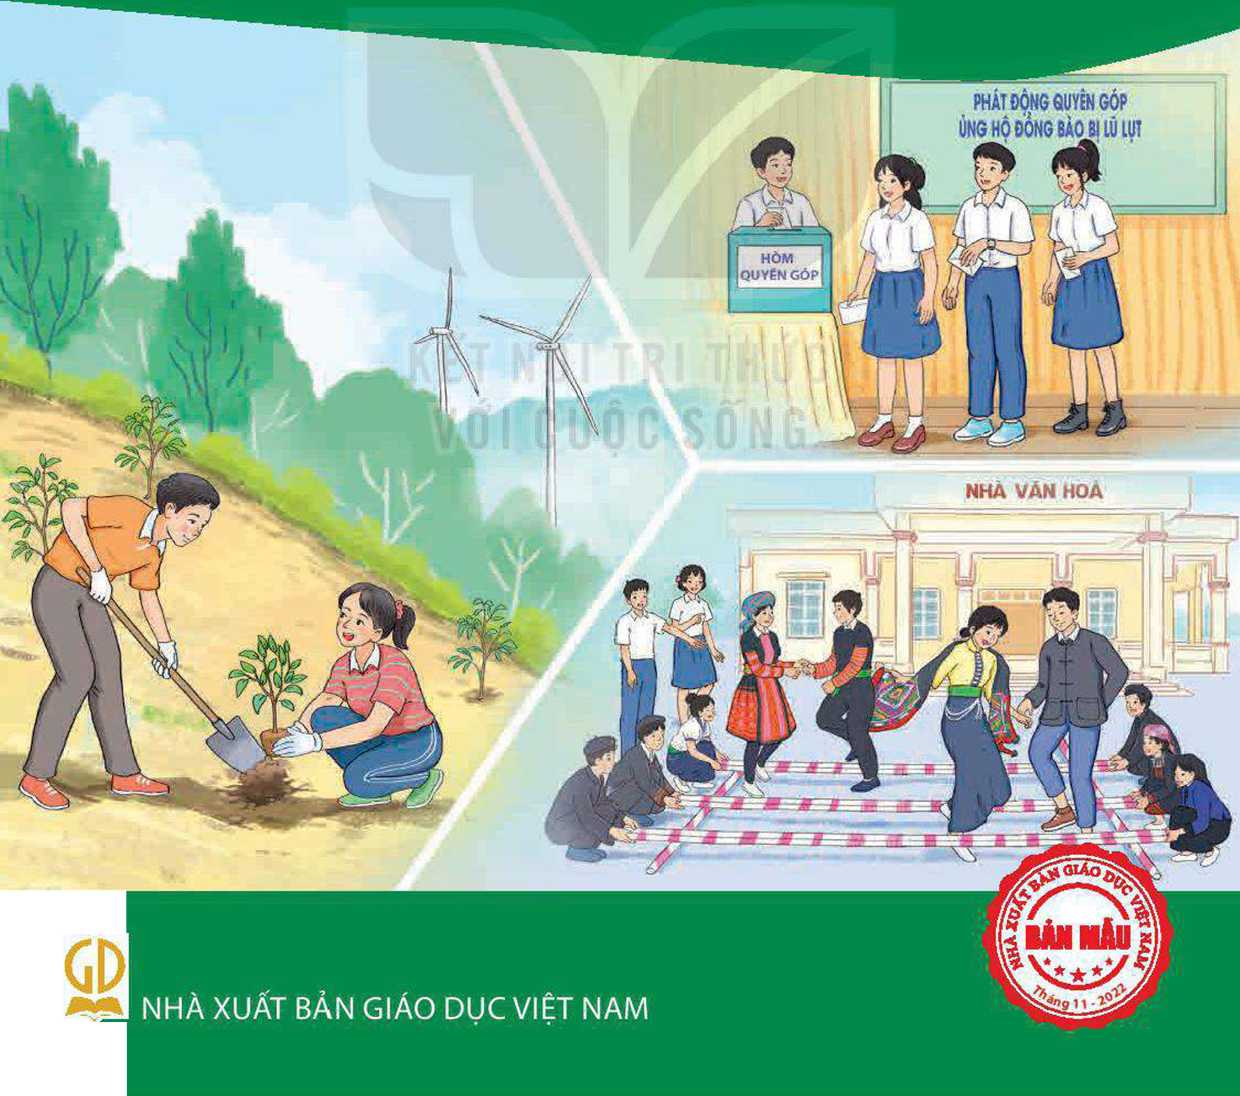 PHÁT ĐỘNG QUYÊN GÓP
ỦNG HỘ ĐỒNG BÀO BỊ LŨ LỤT
HÒM
QUYÊN GÓP
KẾT NỐI TRI THỨC
VỚI CUỘC SỐNG
NHÀ VĂN HOÁ
NHÀ XUẤT BẢN GIÁO DỤC VIỆT NAM
BẢN MẪU
Tháng 11 - 2022
GD
NHÀ XUẤT BẢN GIÁO DỤC VIỆT NAM